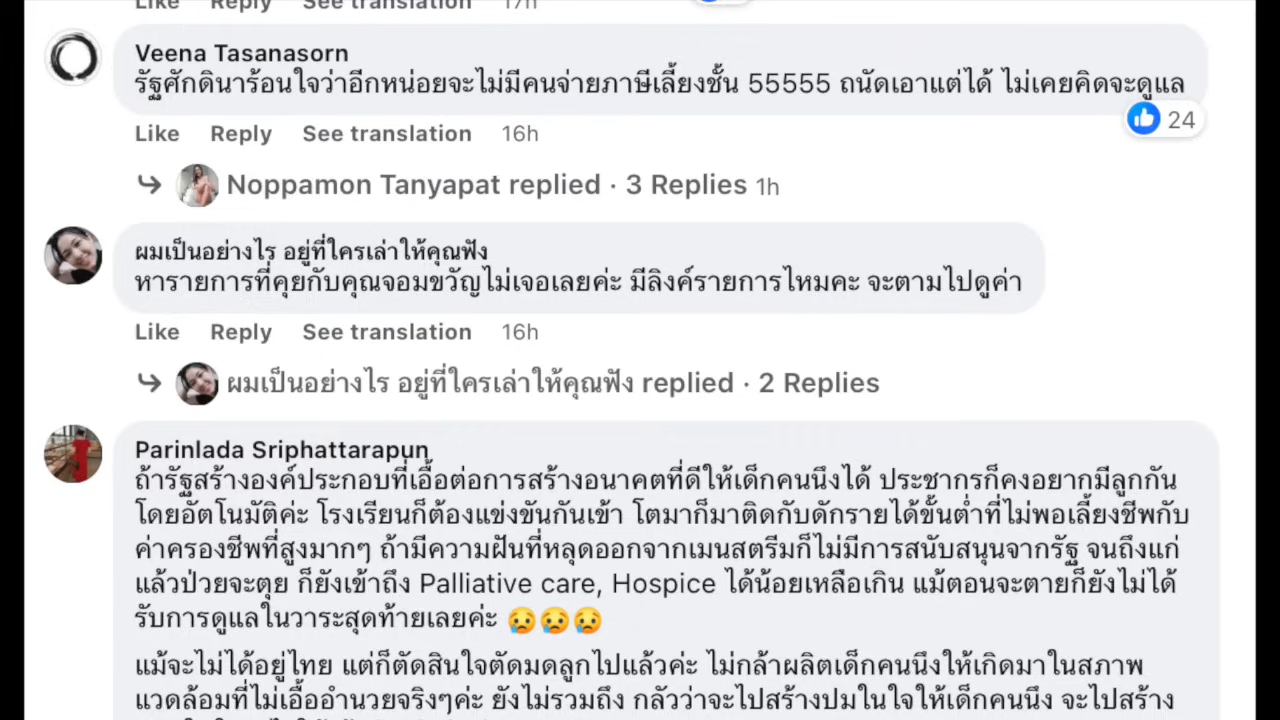 Like Reply See translation 17h
Veena Tasanasorn
รัฐศักดินาร้อนใจว่าอีกหน่อยจะไม่มีคนจ่ายภาษีเลี้ยงชั้น 55555 ถนัดเอาแต่ได้ ไม่เคยคิดจะดูแล
24
Like Reply See translation 16h
Noppamon Tanyapat replied · 3 Replies 1h
ผมเป็นอย่างไร อยู่ที่ใครเล่าให้คุณฟัง
หารายการที่คุยกับคุณจอมขวัญไม่เจอเลยค่ะ มีลิงค์รายการไหมคะ จะตามไปดูค่า
Like Reply See translation 16h
ผมเป็นอย่างไร อยู่ที่ใครเล่าให้คุณฟัง replied · 2 Replies
Parinlada Sriphattarapun
ถ้ารัฐสร้างองค์ประกอบที่เอื้อต่อการสร้างอนาคตที่ดีให้เด็กคนนึงได้ ประชากรก็คงอยากมีลูกกัน
โดยอัตโนมัติค่ะ โรงเรียนก็ต้องแข่งขันกันเข้า โตมาก็มาติดกับดักรายได้ขั้นต่ำที่ไม่พอเลี้ยงชีพกับ
ค่าครองชีพที่สูงมากๆ ถ้ามีความฝันที่หลุดออกจากเมนสตรีมก็ไม่มีการสนับสนุนจากรัฐ จนถึงแก่
แล้วป่วยจะตุย ก็ยังเข้าถึง Palliative care, Hospice ได้น้อยเหลือเกิน แม้ตอนจะตายก็ยังไม่ได้
รับการดูแลในวาระสุดท้ายเลยค่ะ 😥😥😥
แม้จะไม่ได้อยู่ไทย แต่ก็ตัดสินใจตัดมดลูกไปแล้วค่ะ ไม่กล้าผลิตเด็กคนนึงให้เกิดมาในสภาพ
แวดล้อมที่ไม่เอื้ออำนวยจริงๆค่ะ ยังไม่รวมถึง กลัวว่าจะไปสร้างปมในใจให้เด็กคนนึง จะไปสร้าง